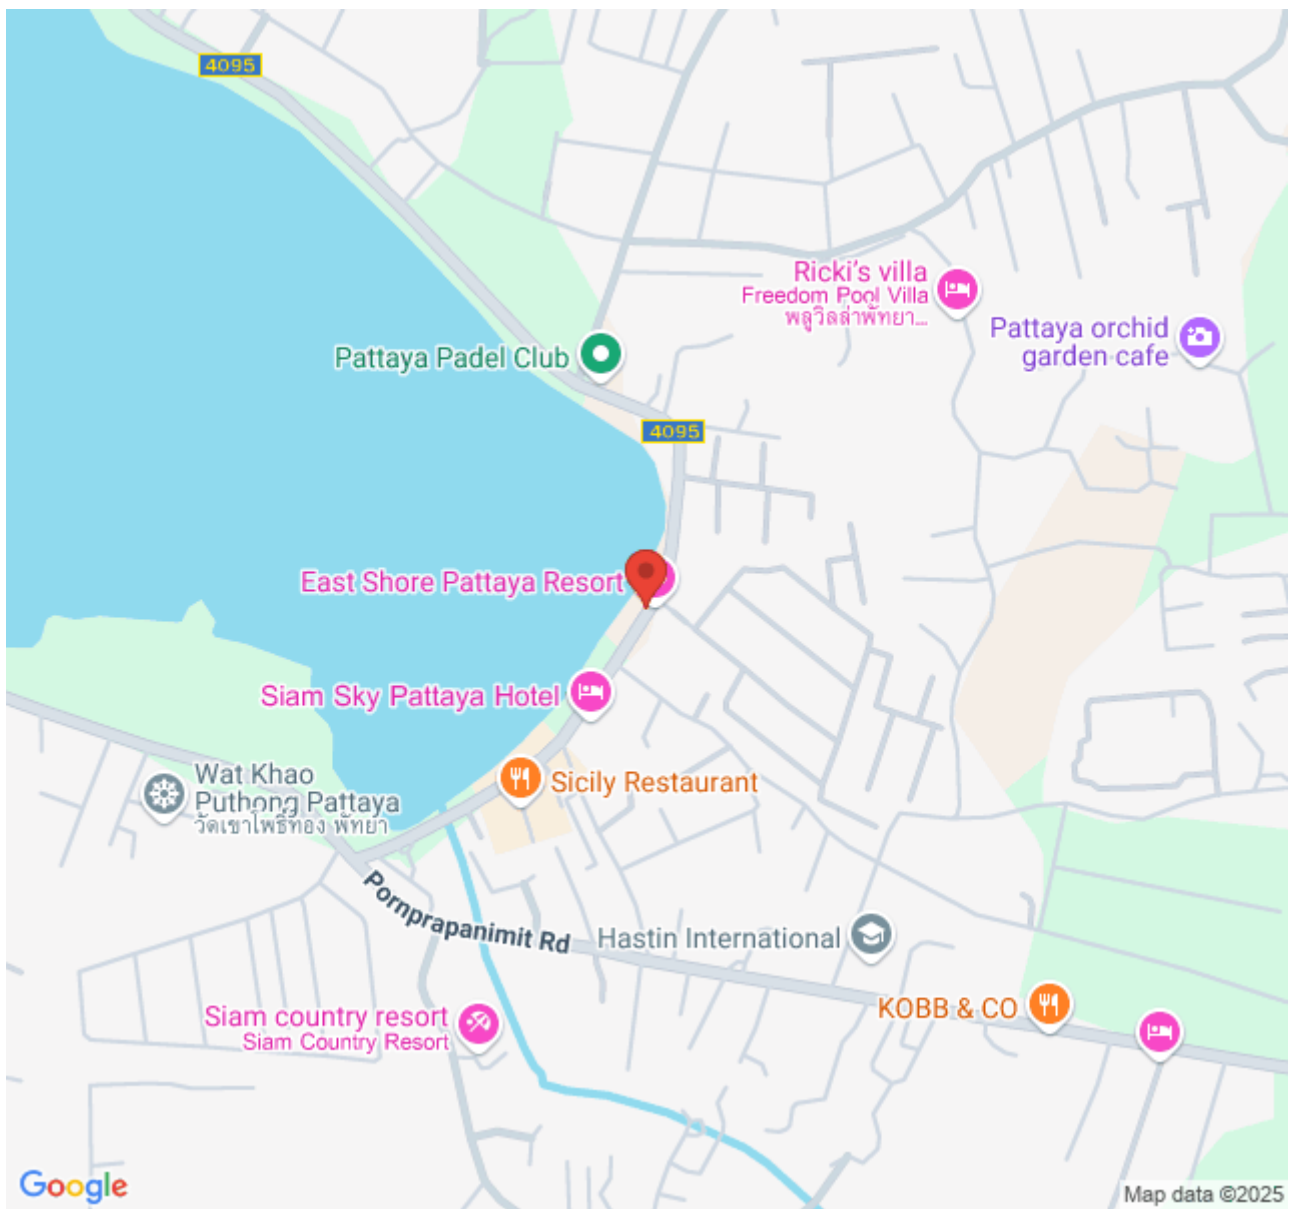 4095
Ricki's villa
Freedom Pool Villa
พลูวิลล่าพัทยา...
Pattaya orchid
garden cafe
Pattaya Padel Club
4095
East Shore Pattaya Resort
Siam Sky Pattaya Hotel
Wat Khao
Puthong Pattaya
วัดเขาโพธิ์ทอง พัทยา
Sicily Restaurant
Pornprapanimit Rd
Hastin International
KOBB & CO
Siam country resort
Siam Country Resort
Google
Map data ©2025